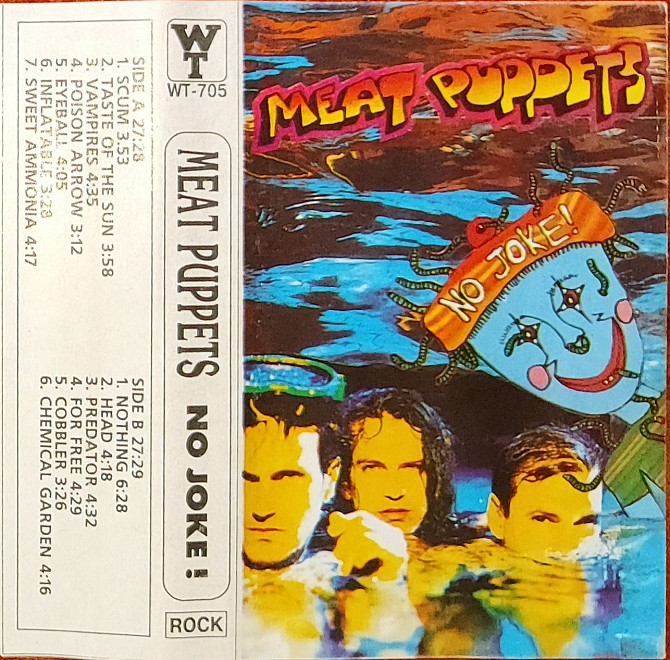 SIDE A 27:28
1. SCUM 3.53
2. TASTE OF THE SUN 3:58
3. VAMPIRES 4:35
4. POISON ARROW 3:12
5. EYEBALL 4:05
6. INFLATABLE 3:28
7. SWEET AMMONIA 4:17
SIDE B 27:29
1. NOTHING 6:28
2. HEAD 4:18
3. PREDATOR 4:32
4. FOR FREE 4:29
5. COBBLER 3:26
6. CHEMICAL GARDEN 4:16
WT
WT-705
MEAT PUPPETS NO JOKE!
ROCK
MEAT PUPPETS
NO JOKE!